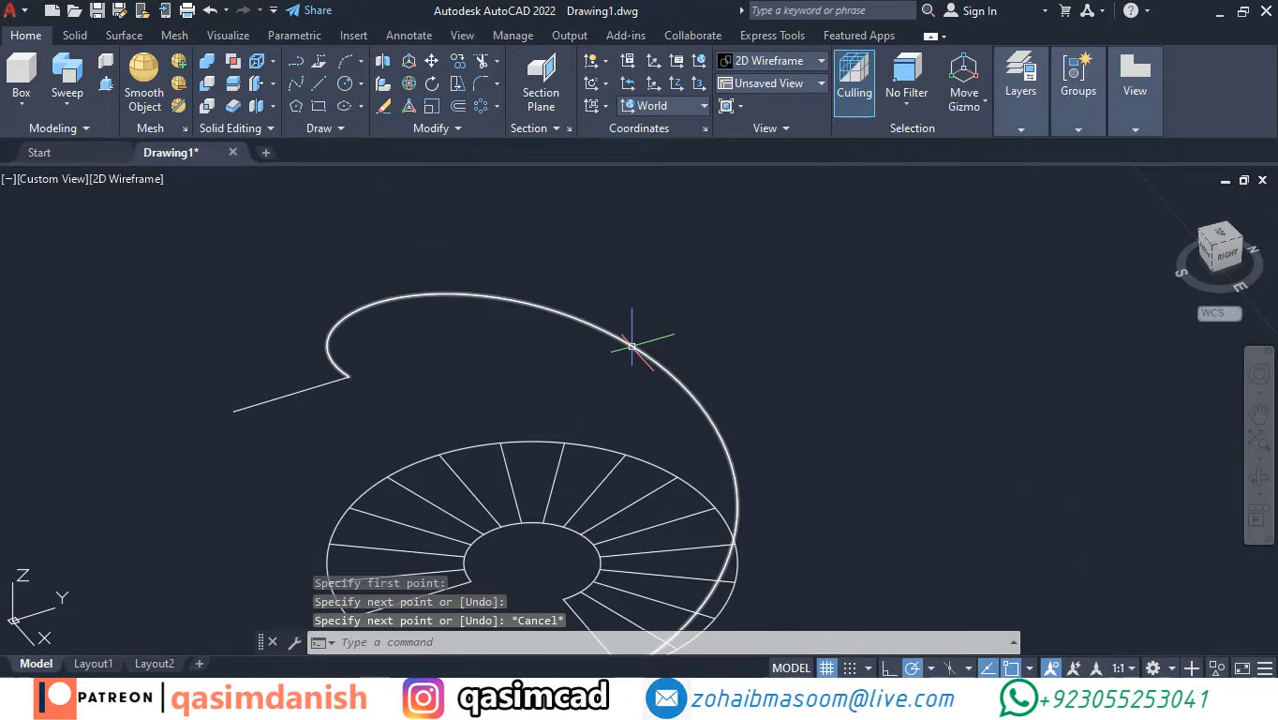 Share
Autodesk AutoCAD 2022 Drawing1.dwg
Type a keyword or phrase
Sign In
Home Solid Surface Mesh Visualize Parametric Insert Annotate View Manage Output Add-ins Collaborate Express Tools Featured Apps
Box
Sweep
Smooth
Object
Section
Plane
2D Wireframe
Unsaved View
World
Culling
No Filter
Move
Gizmo
Layers
Groups
View
Modeling
Mesh
Solid Editing
Draw
Modify
Section
Coordinates
View
Selection
Start
Drawing1*
[−][Custom View][2D Wireframe]
RIGHT
S
N
E
WCS
Z
Y
X
Specify first point:
Specify next point or [Undo]:
Specify next point or [Undo]: *Cancel*
Type a command
Model
Layout1
Layout2
MODEL
1:1
PATREON qasimdanish
qasimcad
zohaibmasoom@live.com
+923055253041